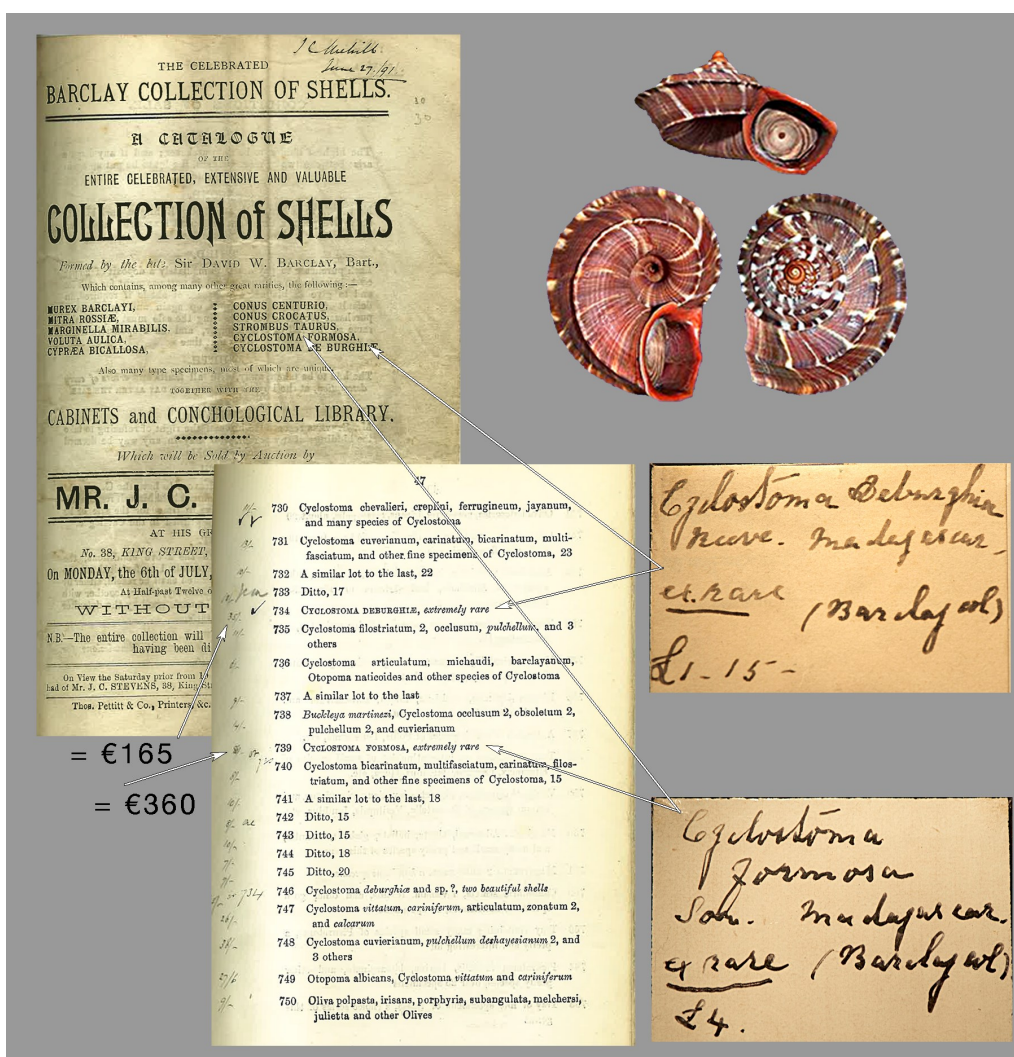 June 27./91.
THE CELEBRATED
BARCLAY COLLECTION OF SHELLS.
A CATALOGUE
OF THE
ENTIRE CELEBRATED, EXTENSIVE AND VALUABLE
COLLECTION of SHELLS
Formed by the late Sir DAVID W. BARCLAY, Bart.,
Which contains, among many other great rarities, the following :—
MUREX BARCLAYI,
MITRA ROSSIÆ,
MARGINELLA MIRABILIS.
VOLUTA AULICA,
CYPRÆA BICALLOSA,
CONUS CENTURIO,
CONUS CROCATUS,
STROMBUS TAURUS,
CYCLOSTOMA FORMOSA,
CYCLOSTOMA DE BURGHIÆ,
Also many type specimens, most of which are unique,
TOGETHER WITH THE
CABINETS and CONCHOLOGICAL LIBRARY.
Which will be Sold by Auction by
MR. J. C.
AT HIS GR
No. 38, KING STREET,
On MONDAY, the 6th of JULY,
At Half-past Twelve o
WITHOUT
N.B.—The entire collection will
having been di
On View the Saturday prior from 10
had of Mr. J. C. STEVENS, 38, King St
Thos. Pettitt & Co., Printers, &c.
= €165
= €360
47
730 Cyclostoma chevalieri, creplini, ferrugineum, jayanum,
and many species of Cyclostoma
731 Cyclostoma cuverianum, carinatum, bicarinatum, multi-
fasciatum, and other fine specimens of Cyclostoma, 23
732 A similar lot to the last, 22
733 Ditto, 17
734 CYCLOSTOMA DEBURGHIÆ, extremely rare
735 Cyclostoma filostriatum, 2, occlusum, pulchellum, and 3
others
736 Cyclostoma articulatum, michaudi, barclayanum,
Otopoma naticoides and other species of Cyclostoma
737 A similar lot to the last
738 Buckleya martinezi, Cyclostoma occlusum 2, obsoletum 2,
pulchellum 2, and cuvierianum
739 CYCLOSTOMA FORMOSA, extremely rare
740 Cyclostoma bicarinatum, multifasciatum, carinatum, filos-
triatum, and other fine specimens of Cyclostoma, 15
741 A similar lot to the last, 18
742 Ditto, 15
743 Ditto, 15
744 Ditto, 18
745 Ditto, 20
746 Cyclostoma deburghiæ and sp. ?, two beautiful shells
747 Cyclostoma vittatum, cariniferum, articulatum, zonatum 2,
and calcarum
748 Cyclostoma cuvierianum, pulchellum deshayesianum 2, and
3 others
749 Otopoma albicans, Cyclostoma vittatum and cariniferum
750 Oliva polpasta, irisans, porphyris, subangulata, melchersi,
julietta and other Olives
Cyclostoma Deburghiæ
Reeve. Madagascar.
ex. rare
(Barclay col)
£1-15-
Cyclostoma
formosa
Sow. Madagascar.
ex rare (Barclay col)
£4.